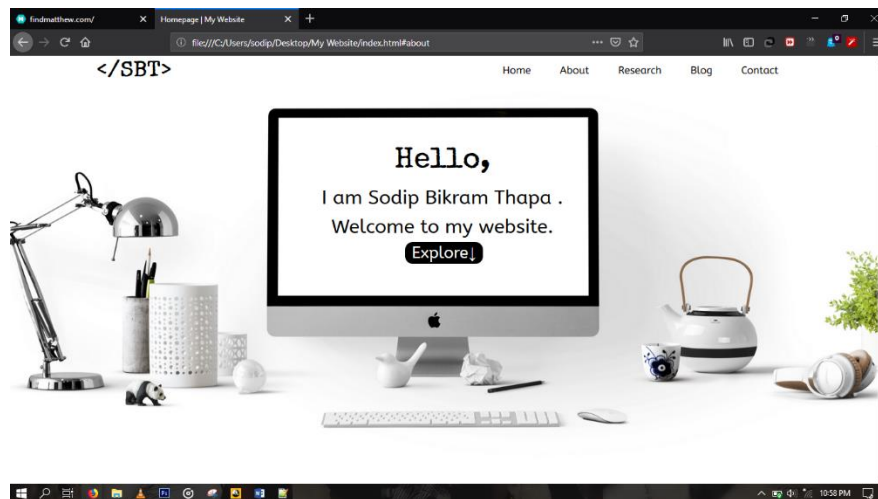 findmatthew.com/
Homepage | My Website
file:///C:/Users/sodip/Desktop/My Website/index.html#about
</SBT>
Home About Research Blog Contact
Hello,
I am Sodip Bikram Thapa .
Welcome to my website.
Explore↓
10:58 PM